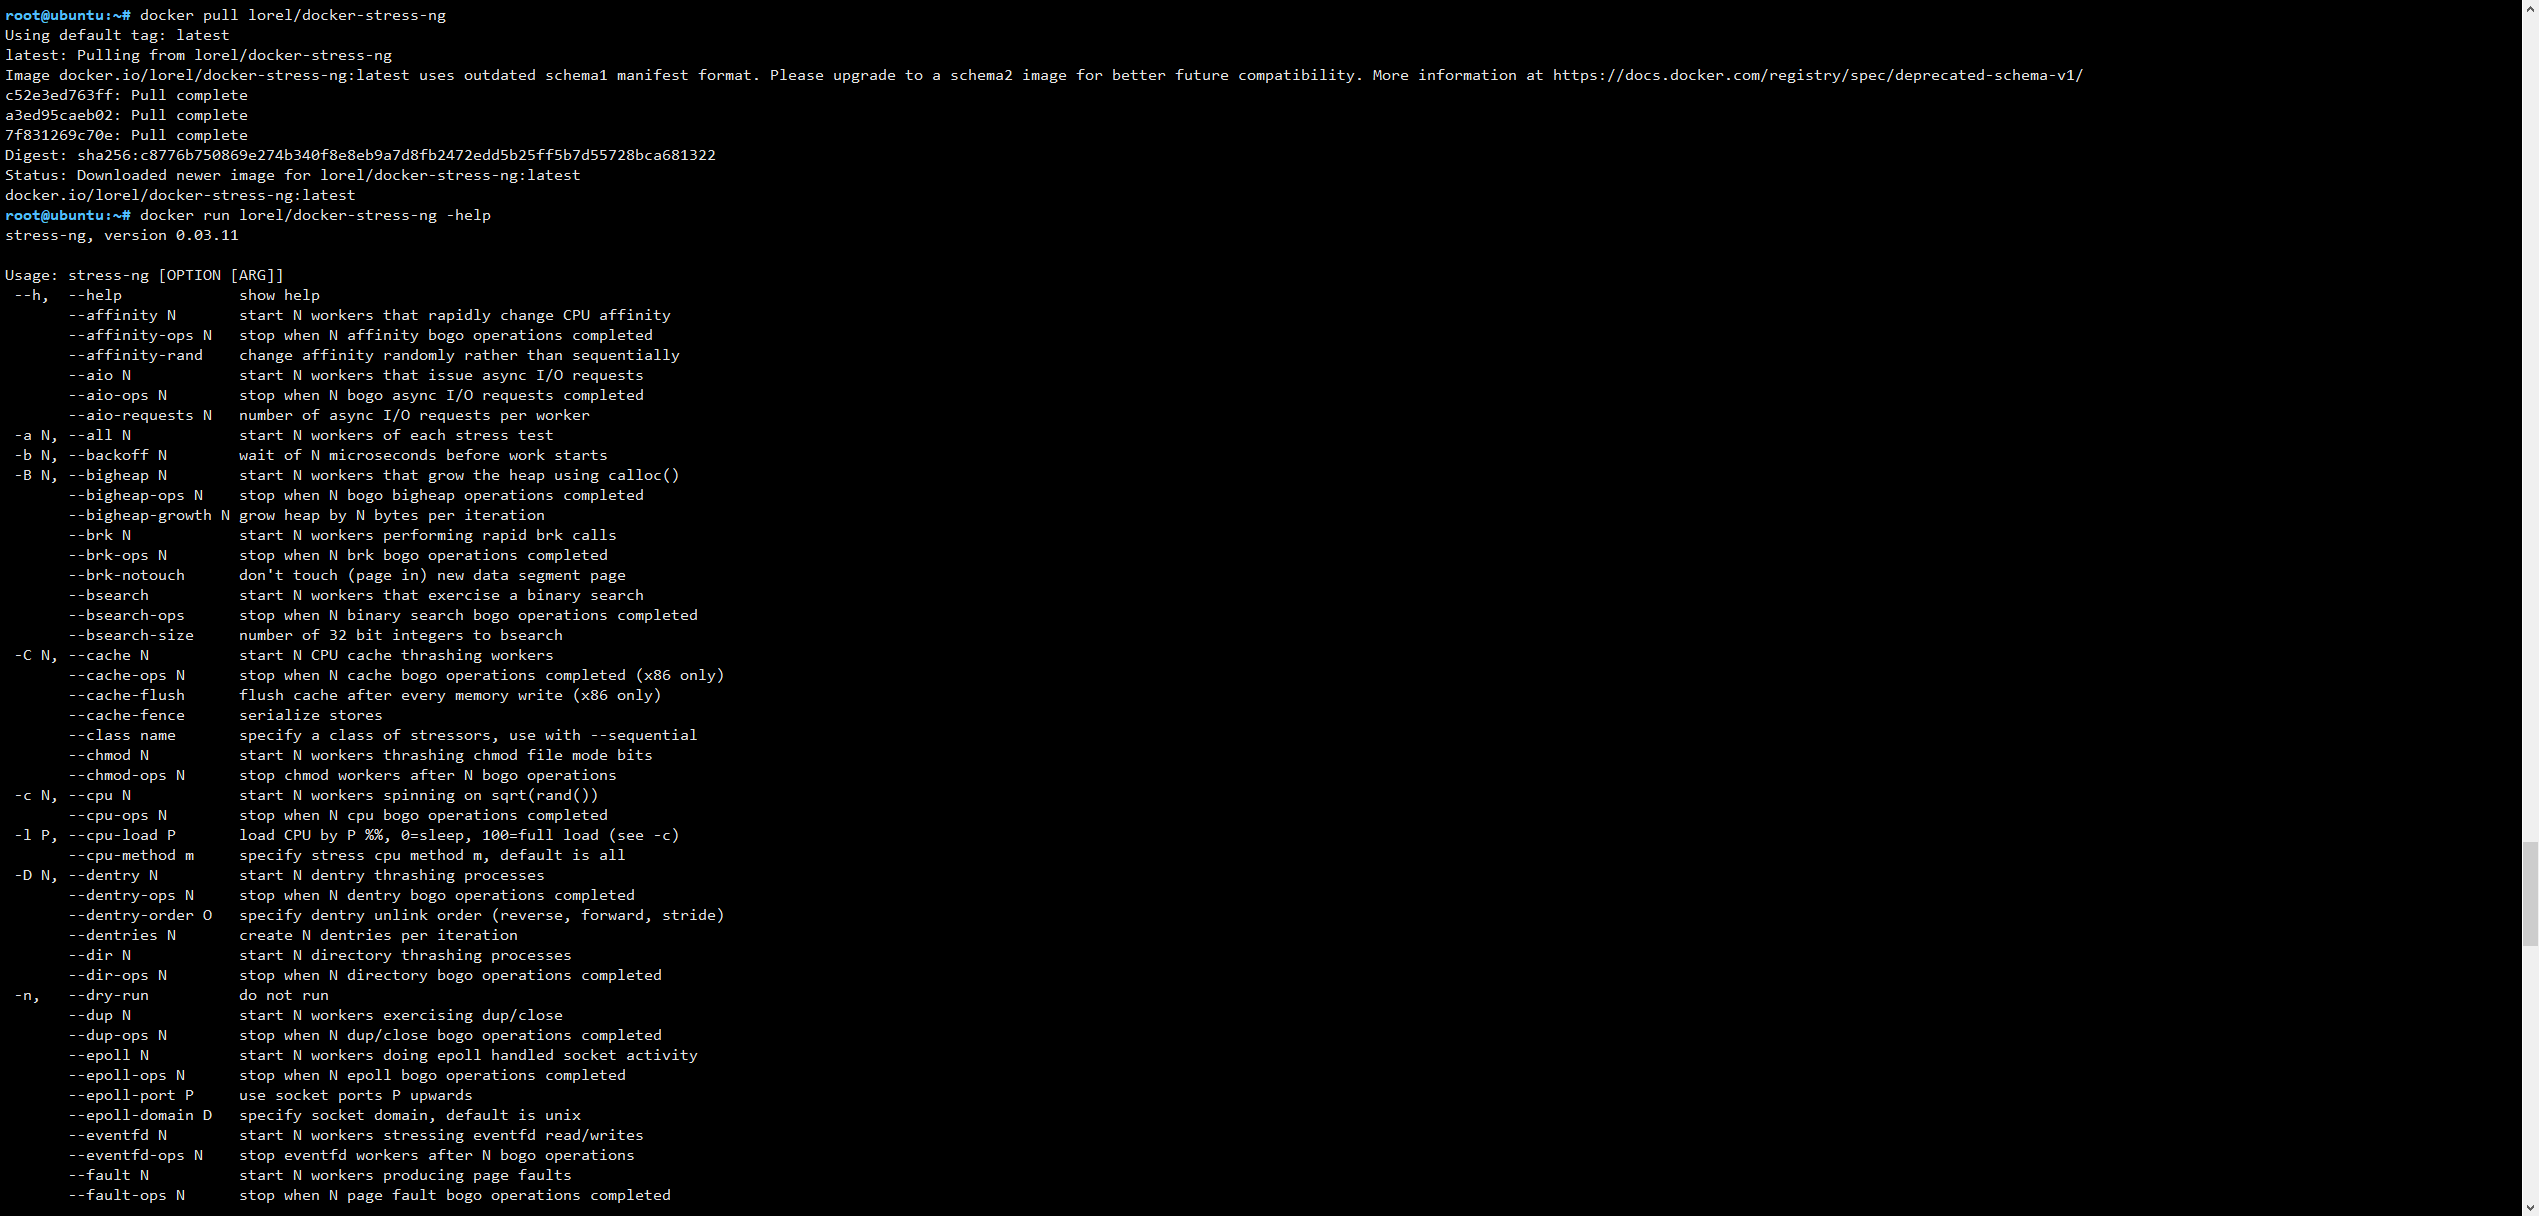 root@ubuntu:~# docker pull lorel/docker-stress-ng
Using default tag: latest
latest: Pulling from lorel/docker-stress-ng
Image docker.io/lorel/docker-stress-ng:latest uses outdated schema1 manifest format. Please upgrade to a schema2 image for better future compatibility. More information at https://docs.docker.com/registry/spec/deprecated-schema-v1/
c52e3ed763ff: Pull complete
a3ed95caeb02: Pull complete
7f831269c70e: Pull complete
Digest: sha256:c8776b750869e274b340f8e8eb9a7d8fb2472edd5b25ff5b7d55728bca681322
Status: Downloaded newer image for lorel/docker-stress-ng:latest
docker.io/lorel/docker-stress-ng:latest
root@ubuntu:~# docker run lorel/docker-stress-ng -help
stress-ng, version 0.03.11

Usage: stress-ng [OPTION [ARG]]
 --h,  --help             show help
       --affinity N       start N workers that rapidly change CPU affinity
       --affinity-ops N   stop when N affinity bogo operations completed
       --affinity-rand    change affinity randomly rather than sequentially
       --aio N            start N workers that issue async I/O requests
       --aio-ops N        stop when N bogo async I/O requests completed
       --aio-requests N   number of async I/O requests per worker
 -a N, --all N            start N workers of each stress test
 -b N, --backoff N        wait of N microseconds before work starts
 -B N, --bigheap N        start N workers that grow the heap using calloc()
       --bigheap-ops N    stop when N bogo bigheap operations completed
       --bigheap-growth N grow heap by N bytes per iteration
       --brk N            start N workers performing rapid brk calls
       --brk-ops N        stop when N brk bogo operations completed
       --brk-notouch      don't touch (page in) new data segment page
       --bsearch          start N workers that exercise a binary search
       --bsearch-ops      stop when N binary search bogo operations completed
       --bsearch-size     number of 32 bit integers to bsearch
 -C N, --cache N          start N CPU cache thrashing workers
       --cache-ops N      stop when N cache bogo operations completed (x86 only)
       --cache-flush      flush cache after every memory write (x86 only)
       --cache-fence      serialize stores
       --class name       specify a class of stressors, use with --sequential
       --chmod N          start N workers thrashing chmod file mode bits
       --chmod-ops N      stop chmod workers after N bogo operations
 -c N, --cpu N            start N workers spinning on sqrt(rand())
       --cpu-ops N        stop when N cpu bogo operations completed
 -l P, --cpu-load P       load CPU by P %%, 0=sleep, 100=full load (see -c)
       --cpu-method m     specify stress cpu method m, default is all
 -D N, --dentry N         start N dentry thrashing processes
       --dentry-ops N     stop when N dentry bogo operations completed
       --dentry-order O   specify dentry unlink order (reverse, forward, stride)
       --dentries N       create N dentries per iteration
       --dir N            start N directory thrashing processes
       --dir-ops N        stop when N directory bogo operations completed
 -n,   --dry-run          do not run
       --dup N            start N workers exercising dup/close
       --dup-ops N        stop when N dup/close bogo operations completed
       --epoll N          start N workers doing epoll handled socket activity
       --epoll-ops N      stop when N epoll bogo operations completed
       --epoll-port P     use socket ports P upwards
       --epoll-domain D   specify socket domain, default is unix
       --eventfd N        start N workers stressing eventfd read/writes
       --eventfd-ops N    stop eventfd workers after N bogo operations
       --fault N          start N workers producing page faults
       --fault-ops N      stop when N page fault bogo operations completed